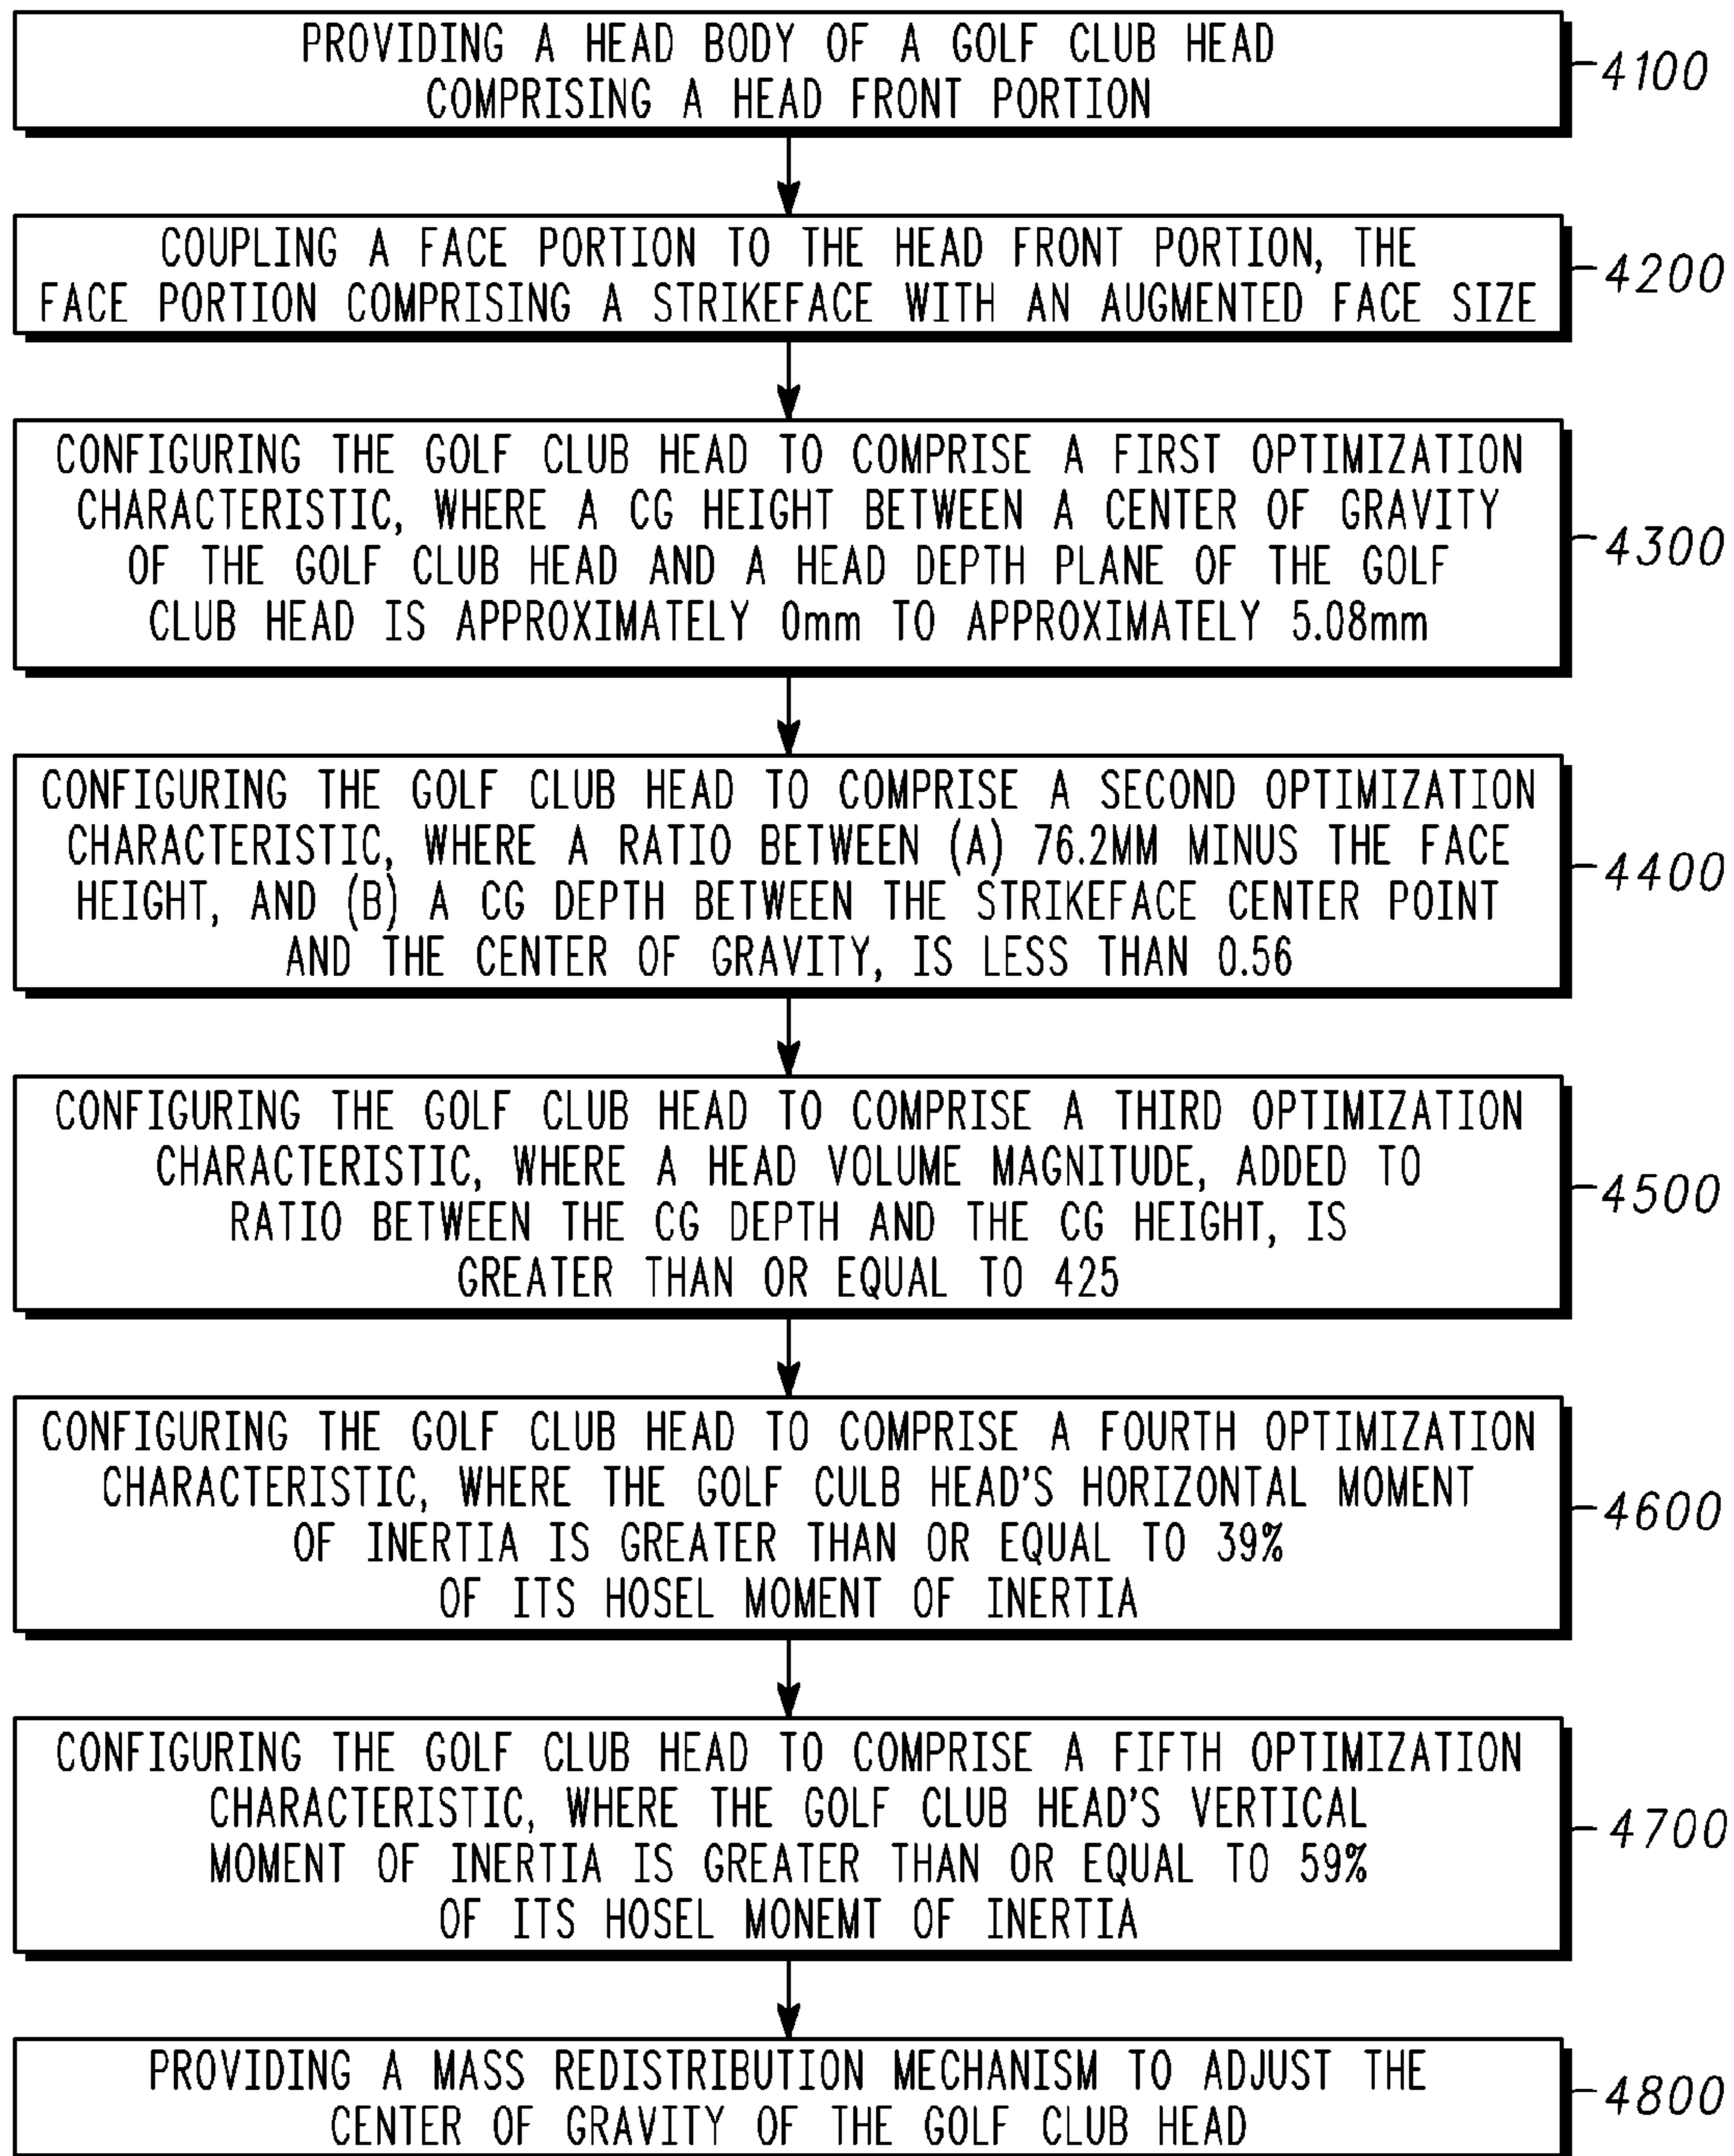 PROVIDING A HEAD BODY OF A GOLF CLUB HEAD
COMPRISING A HEAD FRONT PORTION
4100
COUPLING A FACE PORTION TO THE HEAD FRONT PORTION, THE
FACE PORTION COMPRISING A STRIKEFACE WITH AN AUGMENTED FACE SIZE
4200
CONFIGURING THE GOLF CLUB HEAD TO COMPRISE A FIRST OPTIMIZATION
CHARACTERISTIC, WHERE A CG HEIGHT BETWEEN A CENTER OF GRAVITY
OF THE GOLF CLUB HEAD AND A HEAD DEPTH PLANE OF THE GOLF
CLUB HEAD IS APPROXIMATELY 0mm TO APPROXIMATELY 5.08mm
4300
CONFIGURING THE GOLF CLUB HEAD TO COMPRISE A SECOND OPTIMIZATION
CHARACTERISTIC, WHERE A RATIO BETWEEN (A) 76.2MM MINUS THE FACE
HEIGHT, AND (B) A CG DEPTH BETWEEN THE STRIKEFACE CENTER POINT
AND THE CENTER OF GRAVITY, IS LESS THAN 0.56
4400
CONFIGURING THE GOLF CLUB HEAD TO COMPRISE A THIRD OPTIMIZATION
CHARACTERISTIC, WHERE A HEAD VOLUME MAGNITUDE, ADDED TO
RATIO BETWEEN THE CG DEPTH AND THE CG HEIGHT, IS
GREATER THAN OR EQUAL TO 425
4500
CONFIGURING THE GOLF CLUB HEAD TO COMPRISE A FOURTH OPTIMIZATION
CHARACTERISTIC, WHERE THE GOLF CULB HEAD'S HORIZONTAL MOMENT
OF INERTIA IS GREATER THAN OR EQUAL TO 39%
OF ITS HOSEL MOMENT OF INERTIA
4600
CONFIGURING THE GOLF CLUB HEAD TO COMPRISE A FIFTH OPTIMIZATION
CHARACTERISTIC, WHERE THE GOLF CLUB HEAD'S VERTICAL
MOMENT OF INERTIA IS GREATER THAN OR EQUAL TO 59%
OF ITS HOSEL MONEMT OF INERTIA
4700
PROVIDING A MASS REDISTRIBUTION MECHANISM TO ADJUST THE
CENTER OF GRAVITY OF THE GOLF CLUB HEAD
4800